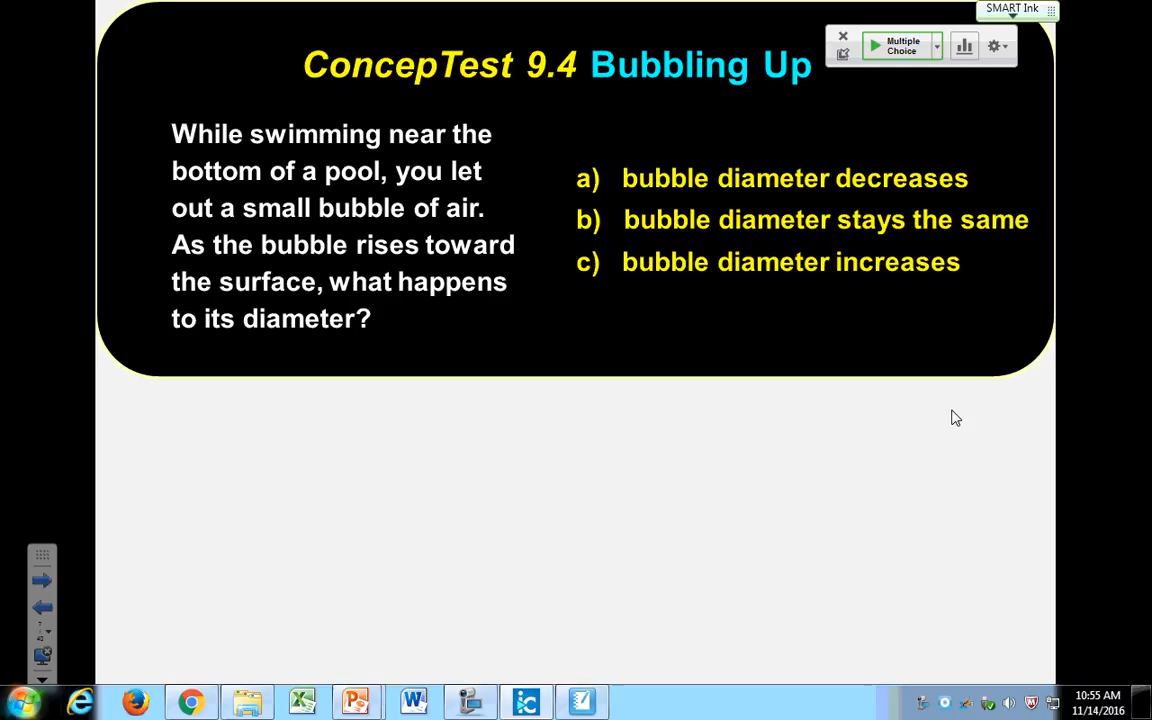 SMART Ink
Multiple
Choice
ConcepTest 9.4 Bubbling Up
While swimming near the
bottom of a pool, you let
out a small bubble of air.
As the bubble rises toward
the surface, what happens
to its diameter?
a) bubble diameter decreases
b) bubble diameter stays the same
c) bubble diameter increases
10:55 AM
11/14/2016